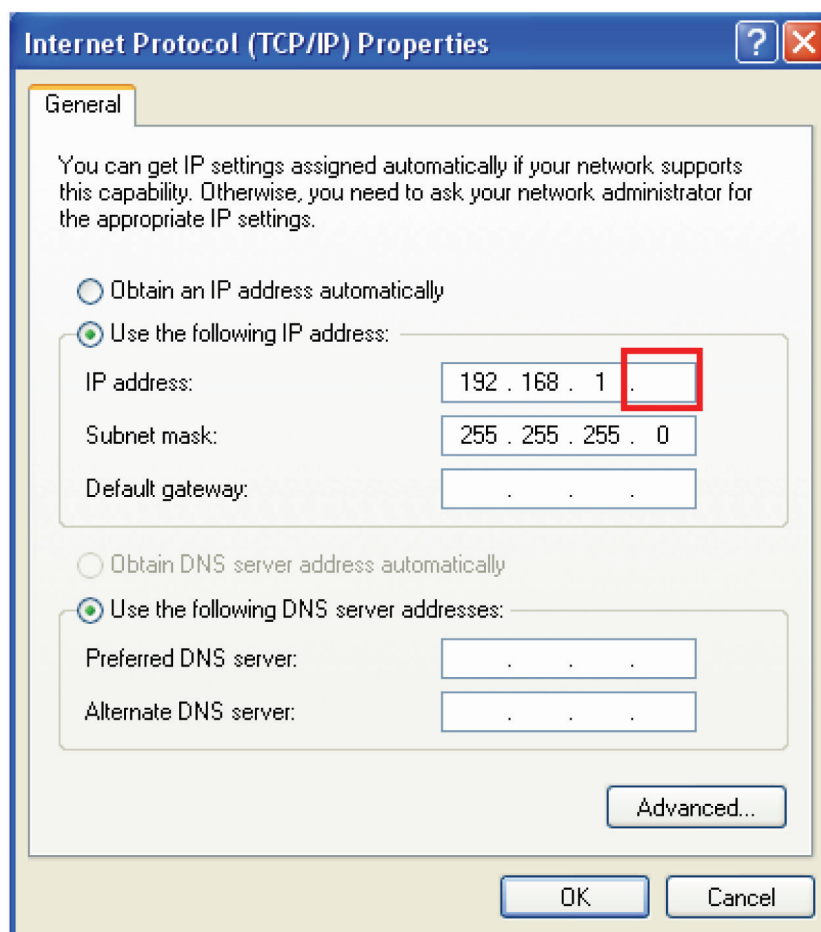 Internet Protocol (TCP/IP) Properties
General
You can get IP settings assigned automatically if your network supports
this capability. Otherwise, you need to ask your network administrator for
the appropriate IP settings.
Obtain an IP address automatically
Use the following IP address:
IP address: 192 . 168 . 1 .
Subnet mask: 255 . 255 . 255 . 0
Default gateway: . . .
Obtain DNS server address automatically
Use the following DNS server addresses:
Preferred DNS server: . . .
Alternate DNS server: . . .
Advanced...
OK Cancel